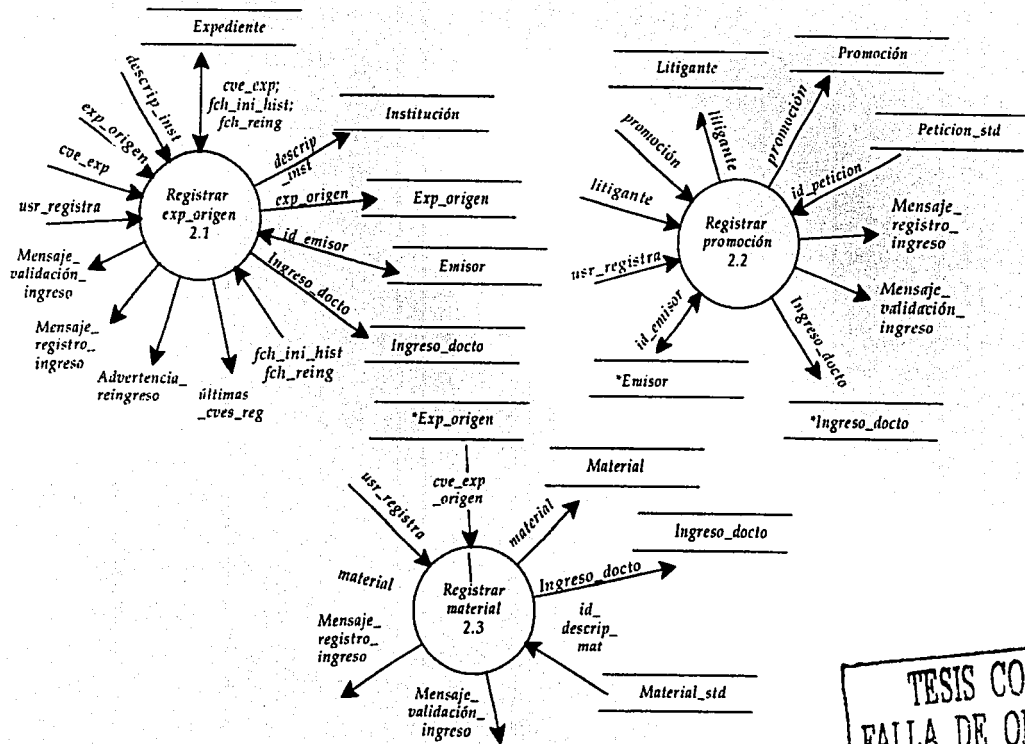 Expediente
descrip_inst
exp_origen
cve_exp
usr_registra
cve_exp;
fch_ini_hist;
fch_reing
Institución
descrip
_inst
Registrar
exp_origen
2.1
exp_origen
Exp_origen
id_emisor
Emisor
Ingreso_docto
Ingreso_docto
Mensaje_
validación_
ingreso
Mensaje_
registro_
ingreso
Advertencia_
reingreso
últimas
_cves_reg
fch_ini_hist
fch_reing
Litigante
Promoción
promoción
litigante
promoción
Peticion_std
id_peticion
litigante
Registrar
promoción
2.2
usr_registra
Mensaje_
registro_
ingreso
Mensaje_
validación_
ingreso
id_emisor
Ingreso_docto
*Emisor
*Ingreso_docto
*Exp_origen
cve_exp
_origen
usr_registra
Material
material
Ingreso_docto
Ingreso_docto
material
Registrar
material
2.3
Mensaje_
registro_
ingreso
id_
descrip_
mat
Material_std
Mensaje_
validación_
ingreso
TESIS CO
FALLA DE O